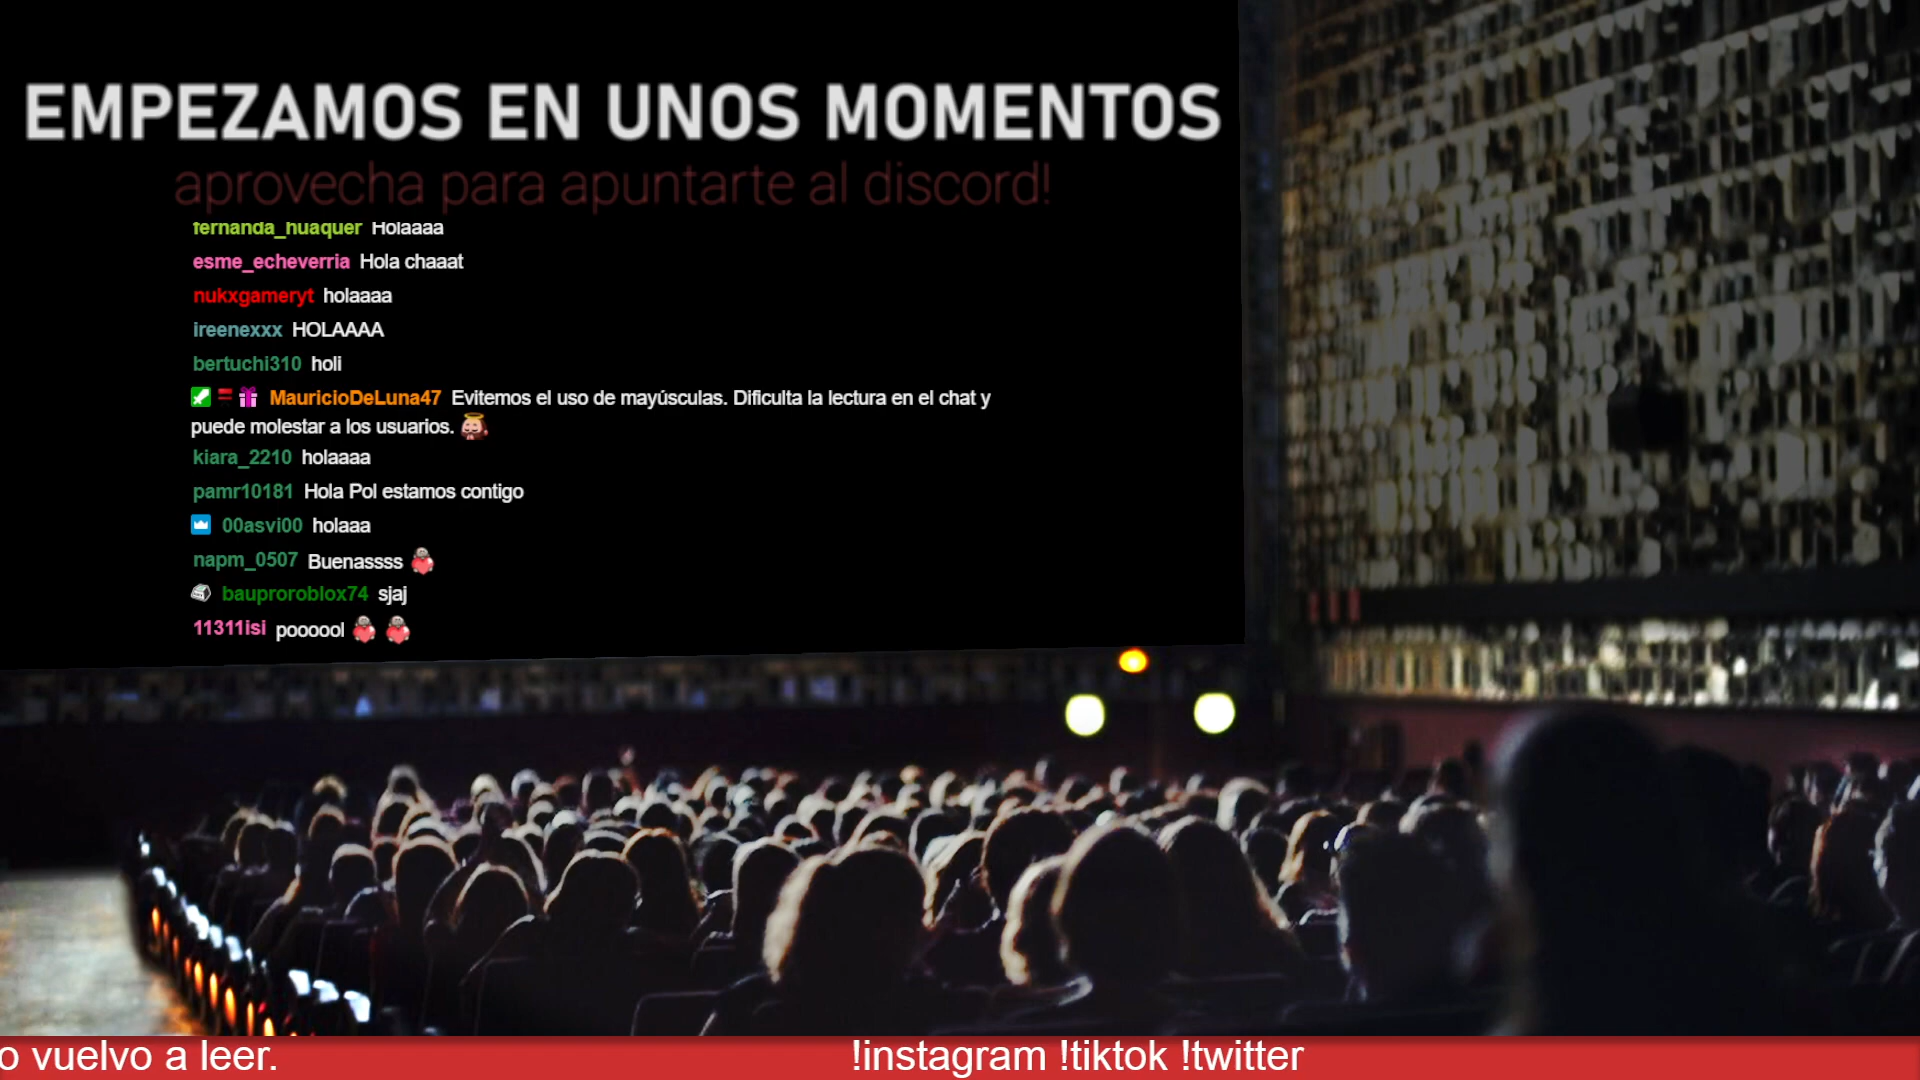 EMPEZAMOS EN UNOS MOMENTOS
aprovecha para apuntarte al discord!
fernanda_huaquer Holaaaa
esme_echeverria Hola chaaat
nukxgameryt holaaaa
ireenexxx HOLAAAA
bertuchi310 holi
MauricioDeLuna47 Evitemos el uso de mayúsculas. Dificulta la lectura en el chat y
puede molestar a los usuarios.
kiara_2210 holaaaa
pamr10181 Hola Pol estamos contigo
00asvi00 holaaa
napm_0507 Buenassss
bauproroblox74 sjaj
11311isi poooool
o vuelvo a leer. !instagram !tiktok !twitter